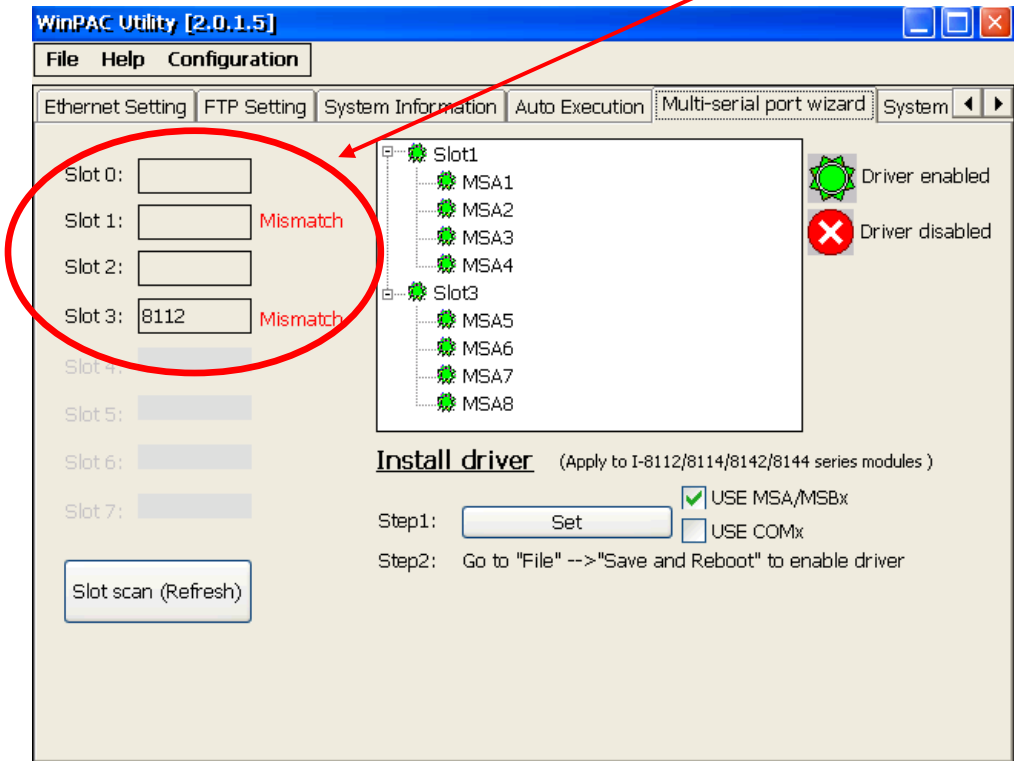 WinPAC Utility [2.0.1.5]
File Help Configuration
Ethernet Setting FTP Setting System Information Auto Execution Multi-serial port wizard System
Slot 0:
Slot 1: Mismatch
Slot 2:
Slot 3: 8112 Mismatch
Slot 4:
Slot 5:
Slot 6:
Slot 7:
Slot scan (Refresh)
Slot1
MSA1
MSA2
MSA3
MSA4
Slot3
MSA5
MSA6
MSA7
MSA8
Driver enabled
Driver disabled
Install driver (Apply to I-8112/8114/8142/8144 series modules )
USE MSA/MSBx
Step1: Set
USE COMx
Step2: Go to "File" -->"Save and Reboot" to enable driver